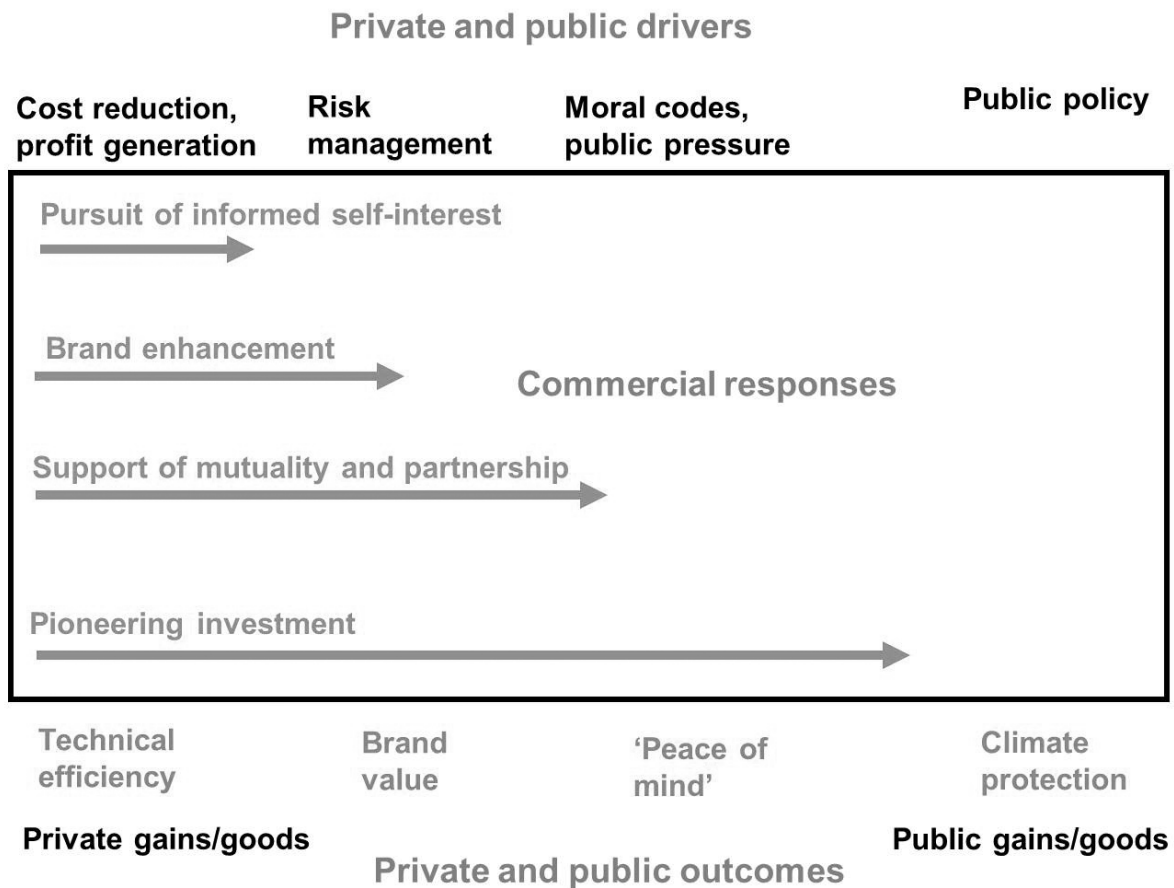 Private and public drivers
Cost reduction,
profit generation
Risk
management
Moral codes,
public pressure
Public policy
Pursuit of informed self-interest
Brand enhancement
Commercial responses
Support of mutuality and partnership
Pioneering investment
Technical
efficiency
Brand
value
‘Peace of
mind’
Climate
protection
Private gains/goods
Public gains/goods
Private and public outcomes